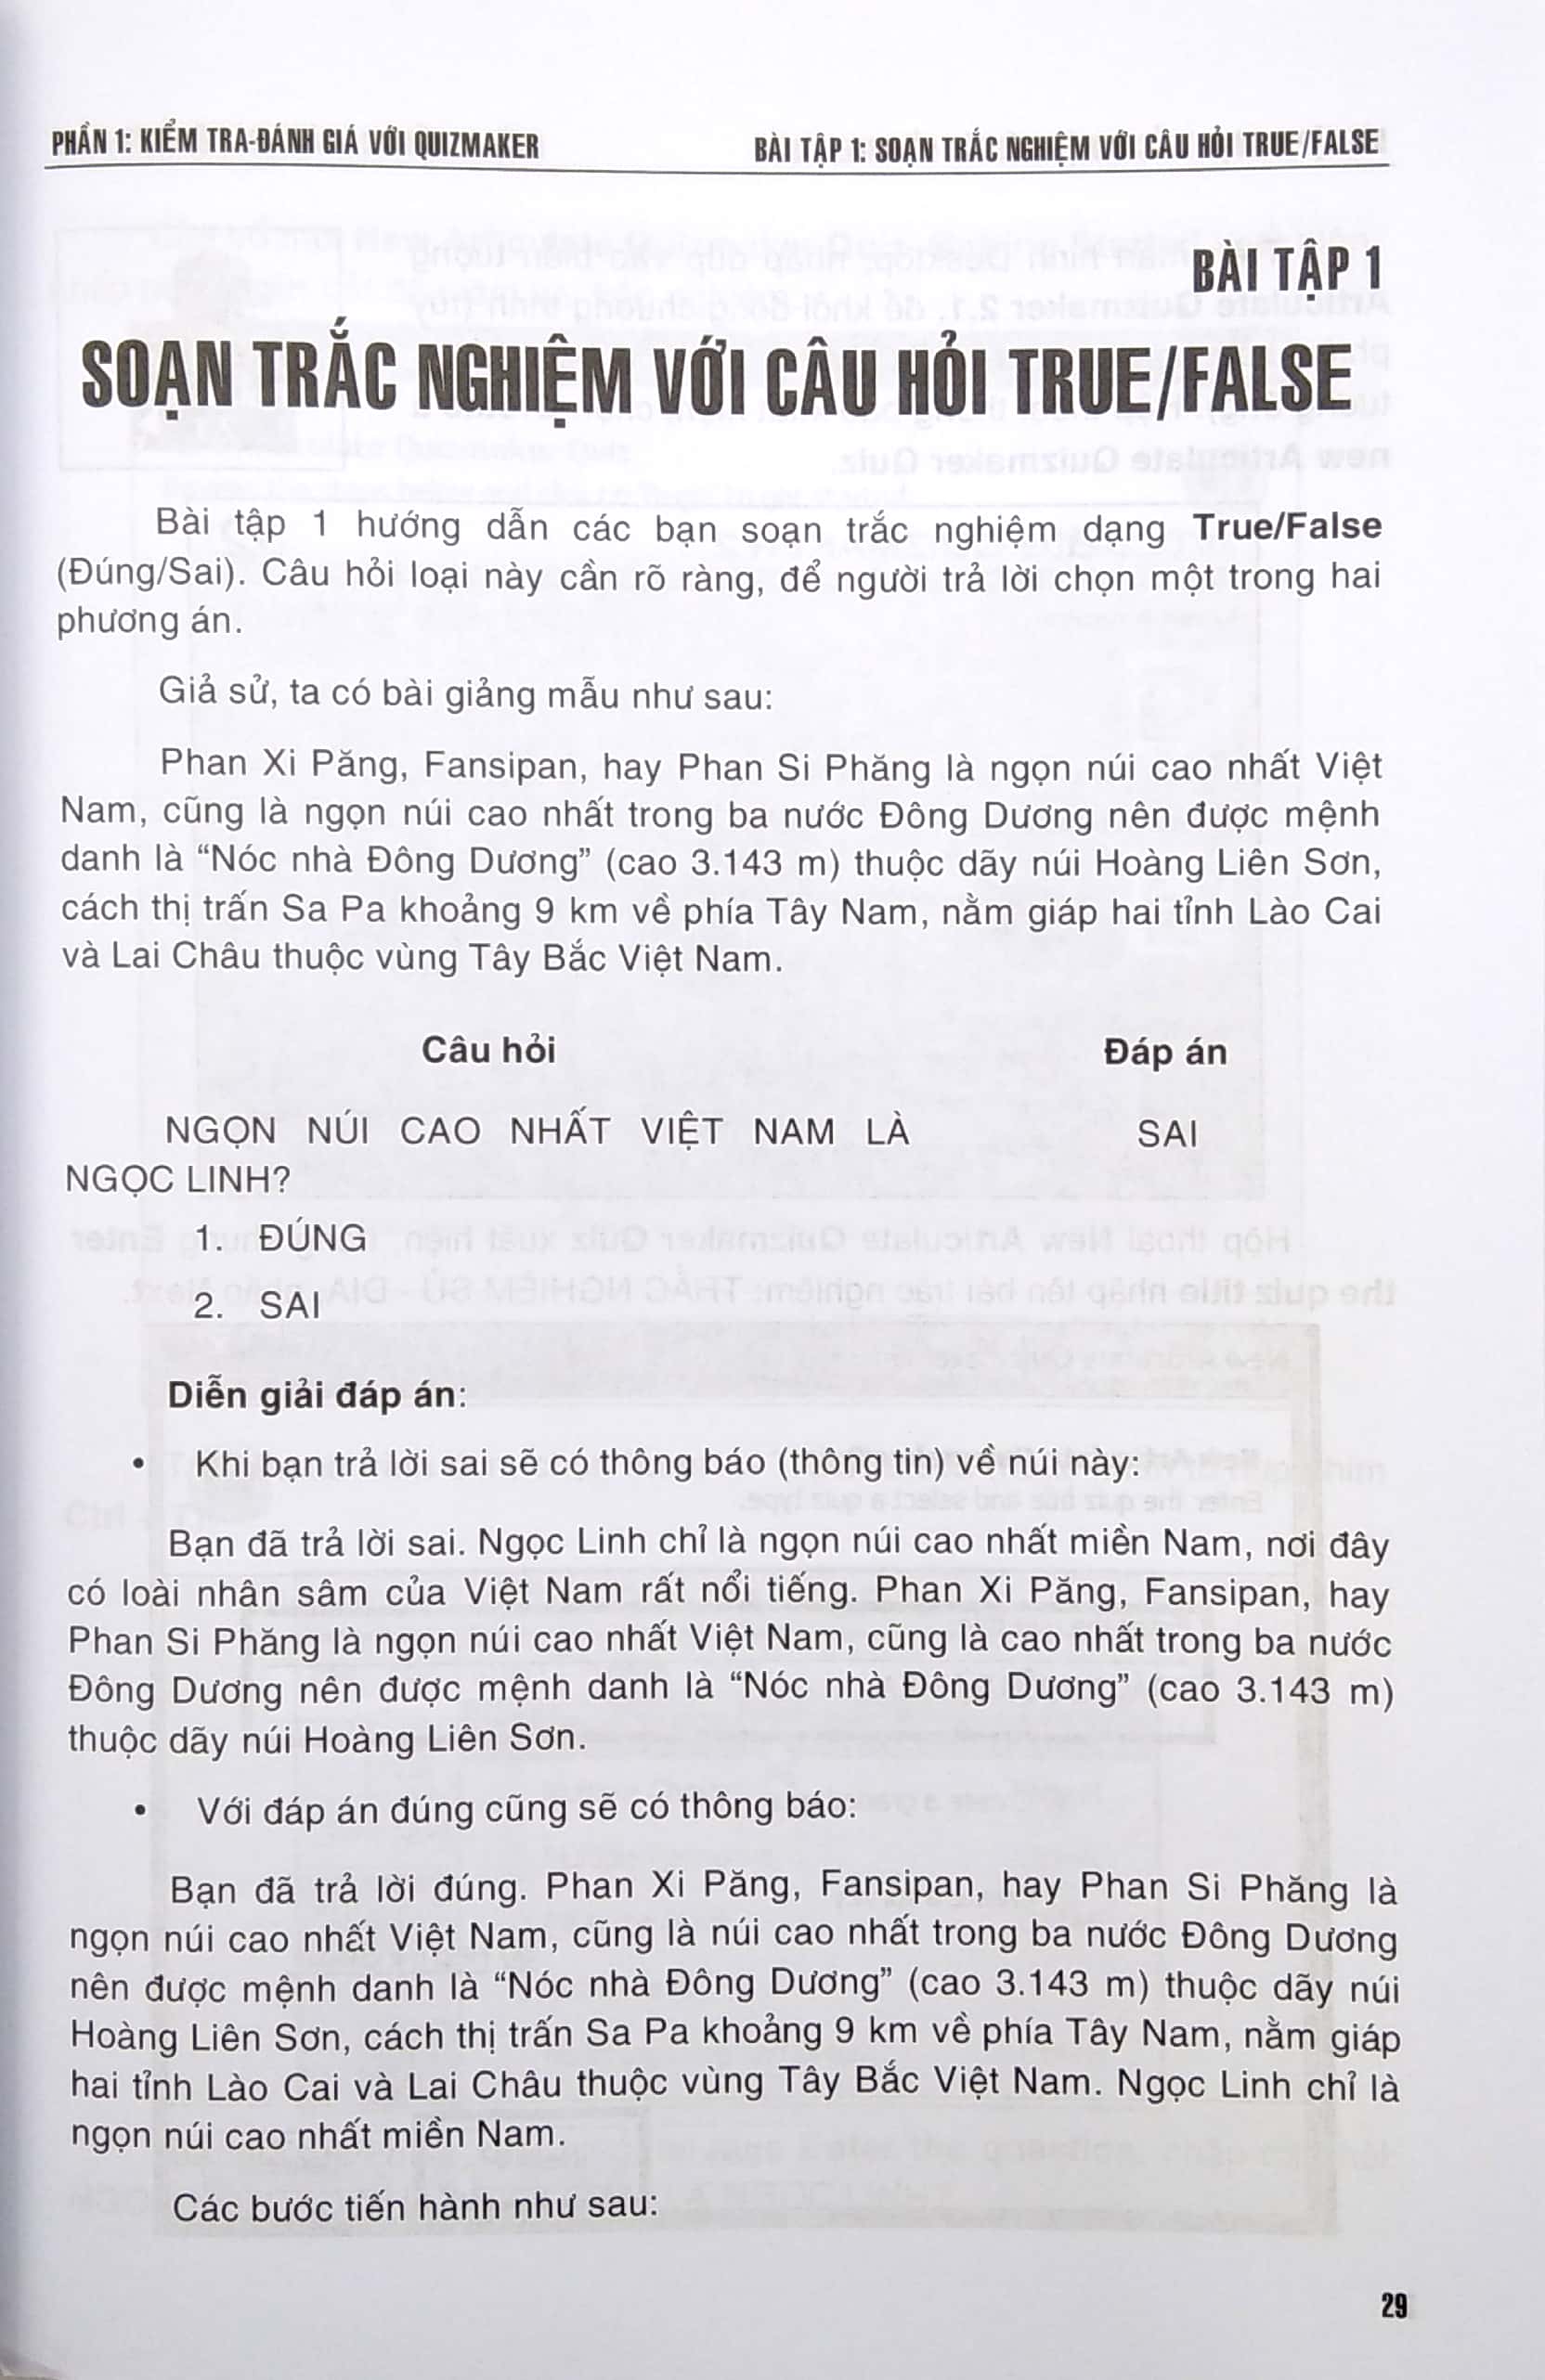 PHẦN 1: KIỂM TRA-ĐÁNH GIÁ VỚI QUIZMAKER
BÀI TẬP 1: SOẠN TRẮC NGHIỆM VỚI CÂU HỎI TRUE/FALSE
BÀI TẬP 1
SOẠN TRẮC NGHIỆM VỚI CÂU HỎI TRUE/FALSE
Bài tập 1 hướng dẫn các bạn soạn trắc nghiệm dạng True/False
(Đúng/Sai). Câu hỏi loại này cần rõ ràng, để người trả lời chọn một trong hai
phương án.
Giả sử, ta có bài giảng mẫu như sau:
Phan Xi Păng, Fansipan, hay Phan Si Phăng là ngọn núi cao nhất Việt
Nam, cũng là ngọn núi cao nhất trong ba nước Đông Dương nên được mệnh
danh là “Nóc nhà Đông Dương” (cao 3.143 m) thuộc dãy núi Hoàng Liên Sơn,
cách thị trấn Sa Pa khoảng 9 km về phía Tây Nam, nằm giáp hai tỉnh Lào Cai
và Lai Châu thuộc vùng Tây Bắc Việt Nam.
Câu hỏi Đáp án
NGỌN NÚI CAO NHẤT VIỆT NAM LÀ SAI
NGỌC LINH?
1. ĐÚNG
2. SAI
Diễn giải đáp án:
• Khi bạn trả lời sai sẽ có thông báo (thông tin) về núi này:
Bạn đã trả lời sai. Ngọc Linh chỉ là ngọn núi cao nhất miền Nam, nơi đây
có loài nhân sâm của Việt Nam rất nổi tiếng. Phan Xi Păng, Fansipan, hay
Phan Si Phăng là ngọn núi cao nhất Việt Nam, cũng là cao nhất trong ba nước
Đông Dương nên được mệnh danh là “Nóc nhà Đông Dương” (cao 3.143 m)
thuộc dãy núi Hoàng Liên Sơn.
• Với đáp án đúng cũng sẽ có thông báo:
Bạn đã trả lời đúng. Phan Xi Păng, Fansipan, hay Phan Si Phăng là
ngọn núi cao nhất Việt Nam, cũng là núi cao nhất trong ba nước Đông Dương
nên được mệnh danh là “Nóc nhà Đông Dương” (cao 3.143 m) thuộc dãy núi
Hoàng Liên Sơn, cách thị trấn Sa Pa khoảng 9 km về phía Tây Nam, nằm giáp
hai tỉnh Lào Cai và Lai Châu thuộc vùng Tây Bắc Việt Nam. Ngọc Linh chỉ là
ngọn núi cao nhất miền Nam.
Các bước tiến hành như sau:
29